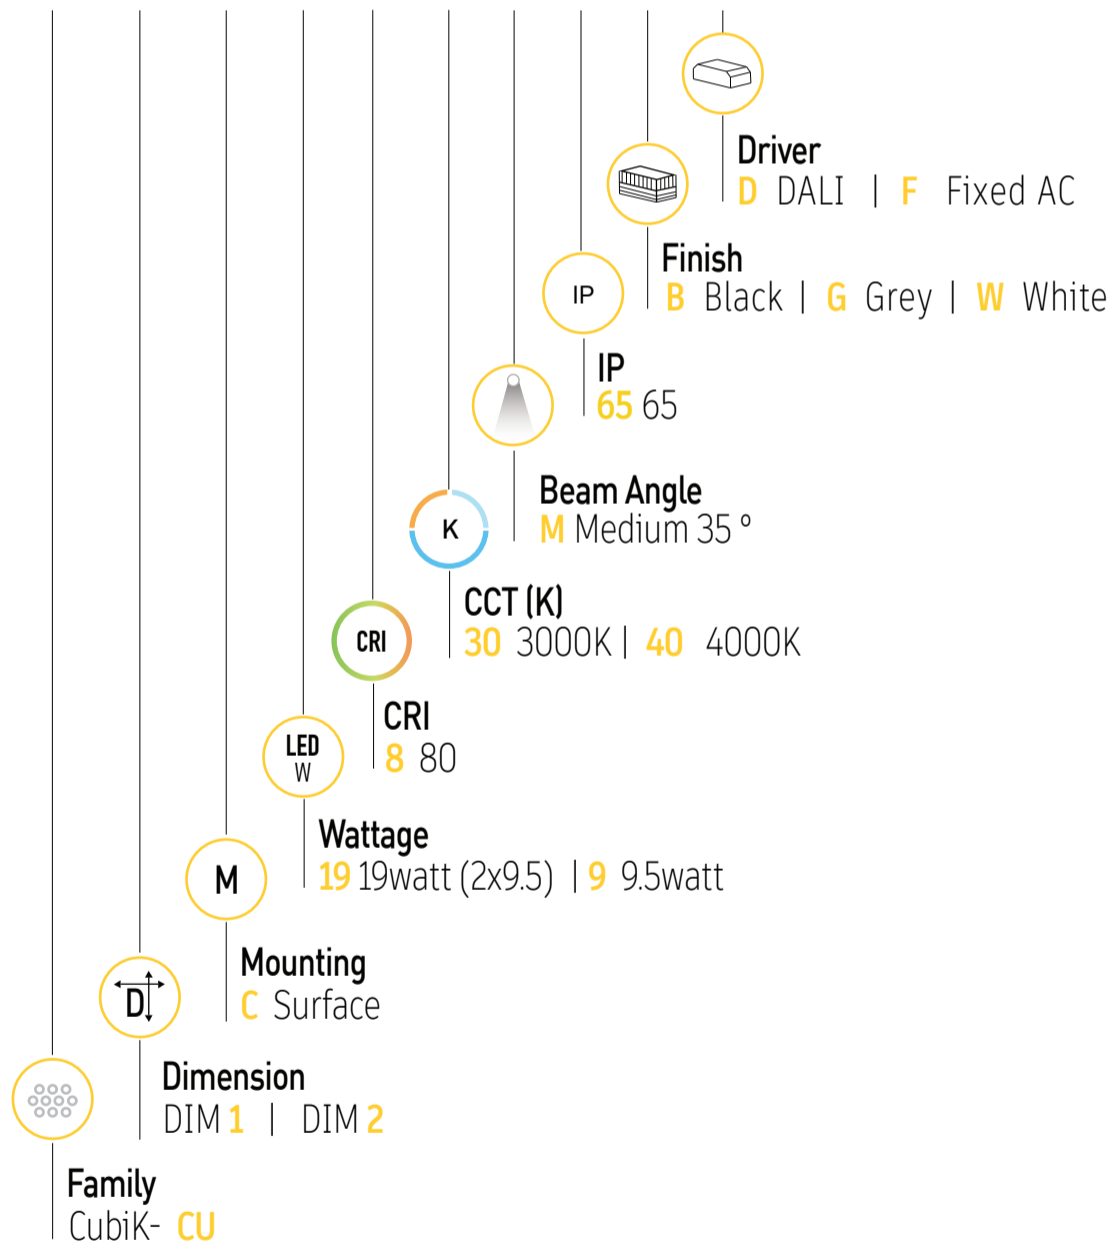 Driver
D DALI | F Fixed AC
Finish
B Black | G Grey | W White
IP
IP
65 65
Beam Angle
M Medium 35 º
K
CCT (K)
30 3000K | 40 4000K
CRI
CRI
8 80
LED
W
Wattage
19 19watt (2x9.5) | 9 9.5watt
M
Mounting
C Surface
D
Dimension
DIM 1 | DIM 2
Family
CubiK- CU